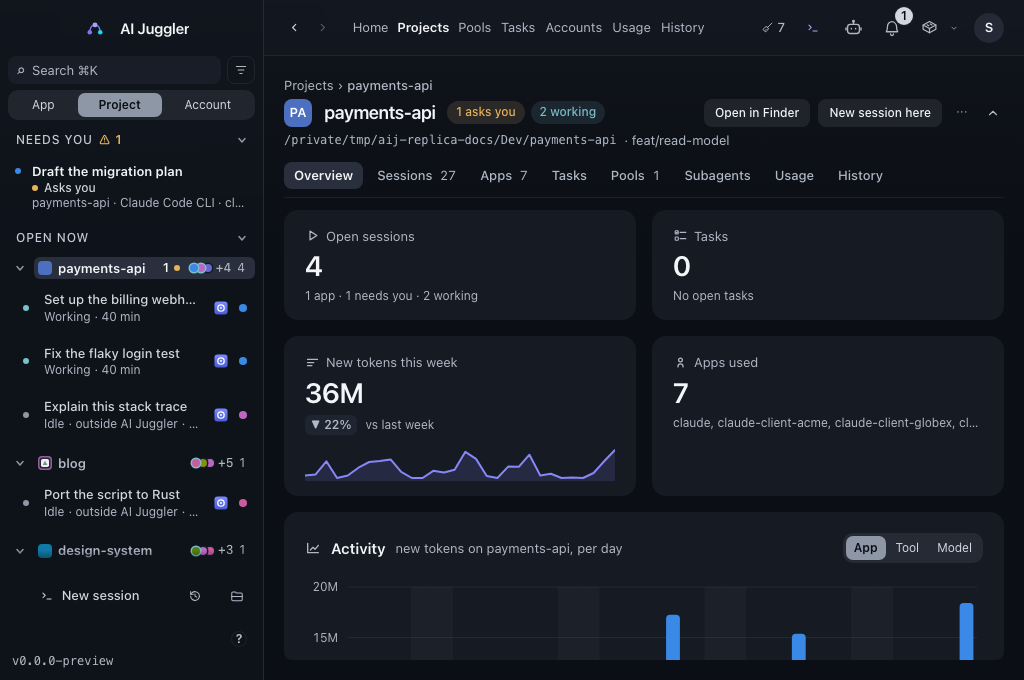 AI Juggler
Search ⌘K
App Project Account
NEEDS YOU 1
Draft the migration plan
Asks you
payments-api · Claude Code CLI · cl...
OPEN NOW
payments-api 1 +4 4
Set up the billing webh...
Working · 40 min
Fix the flaky login test
Working · 40 min
Explain this stack trace
Idle · outside AI Juggler · ...
blog +5 1
Port the script to Rust
Idle · outside AI Juggler · ...
design-system +3 1
New session
?
v0.0.0-preview
Home Projects Pools Tasks Accounts Usage History 7 1 S
Projects › payments-api
PA payments-api 1 asks you 2 working Open in Finder New session here ...
/private/tmp/aij-replica-docs/Dev/payments-api · feat/read-model
Overview Sessions 27 Apps 7 Tasks Pools 1 Subagents Usage History
Open sessions
4
1 app · 1 needs you · 2 working
Tasks
0
No open tasks
New tokens this week
36M
▼ 22% vs last week
Apps used
7
claude, claude-client-acme, claude-client-globex, cl...
Activity new tokens on payments-api, per day
App Tool Model
20M
15M